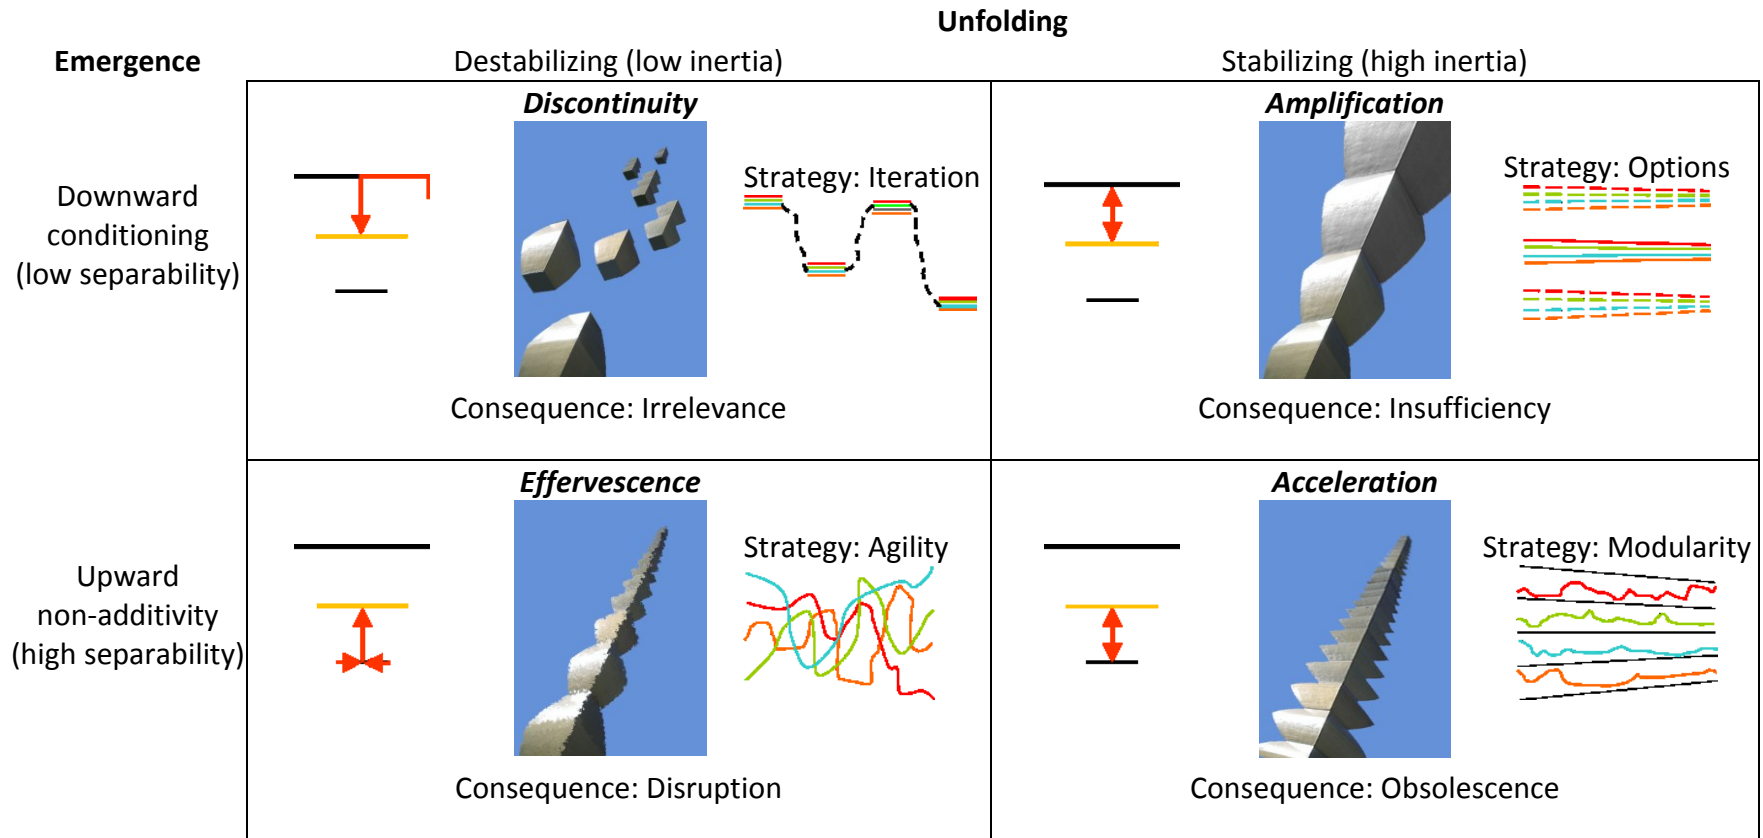 Unfolding
Emergence
Destabilizing (low inertia)
Stabilizing (high inertia)
Downward
conditioning
(low separability)
Discontinuity
Strategy: Iteration
Consequence: Irrelevance
Amplification
Strategy: Options
Consequence: Insufficiency
Upward
non-additivity
(high separability)
Effervescence
Strategy: Agility
Consequence: Disruption
Acceleration
Strategy: Modularity
Consequence: Obsolescence